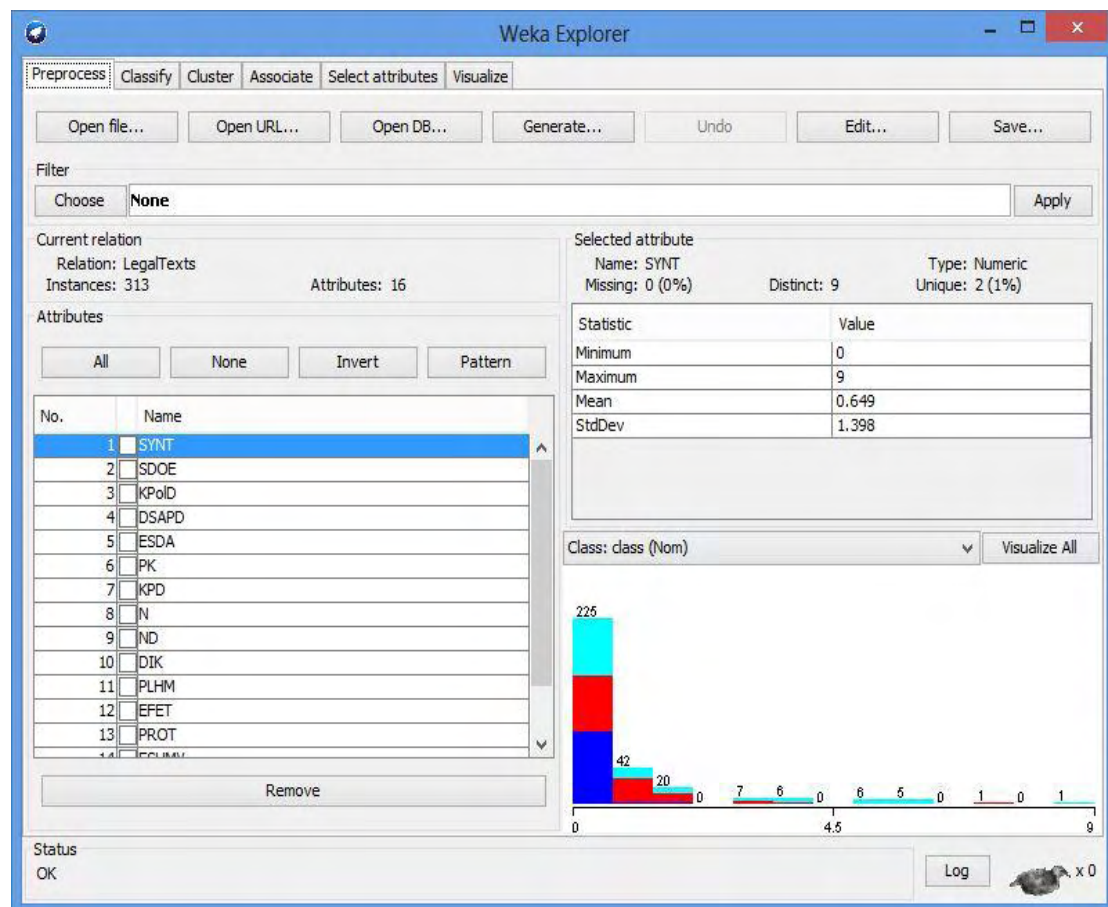 Weka Explorer
Preprocess Classify Cluster Associate Select attributes Visualize
Open file... Open URL... Open DB... Generate... Undo Edit... Save...
Filter
Choose None Apply
Current relation
Relation: LegalTexts
Instances: 313 Attributes: 16
Attributes
All None Invert Pattern
No. Name
1 SYNT
2 SDOE
3 KPolD
4 DSAPD
5 ESDA
6 PK
7 KPD
8 N
9 ND
10 DIK
11 PLHM
12 EFET
13 PROT
Remove
Selected attribute
Name: SYNT Type: Numeric
Missing: 0 (0%) Distinct: 9 Unique: 2 (1%)
Statistic Value
Minimum 0
Maximum 9
Mean 0.649
StdDev 1.398
Class: class (Nom) Visualize All
225
42
20 0 7 6 0 6 5 0 1 0 1
0 4.5 9
Status
OK
Log x 0